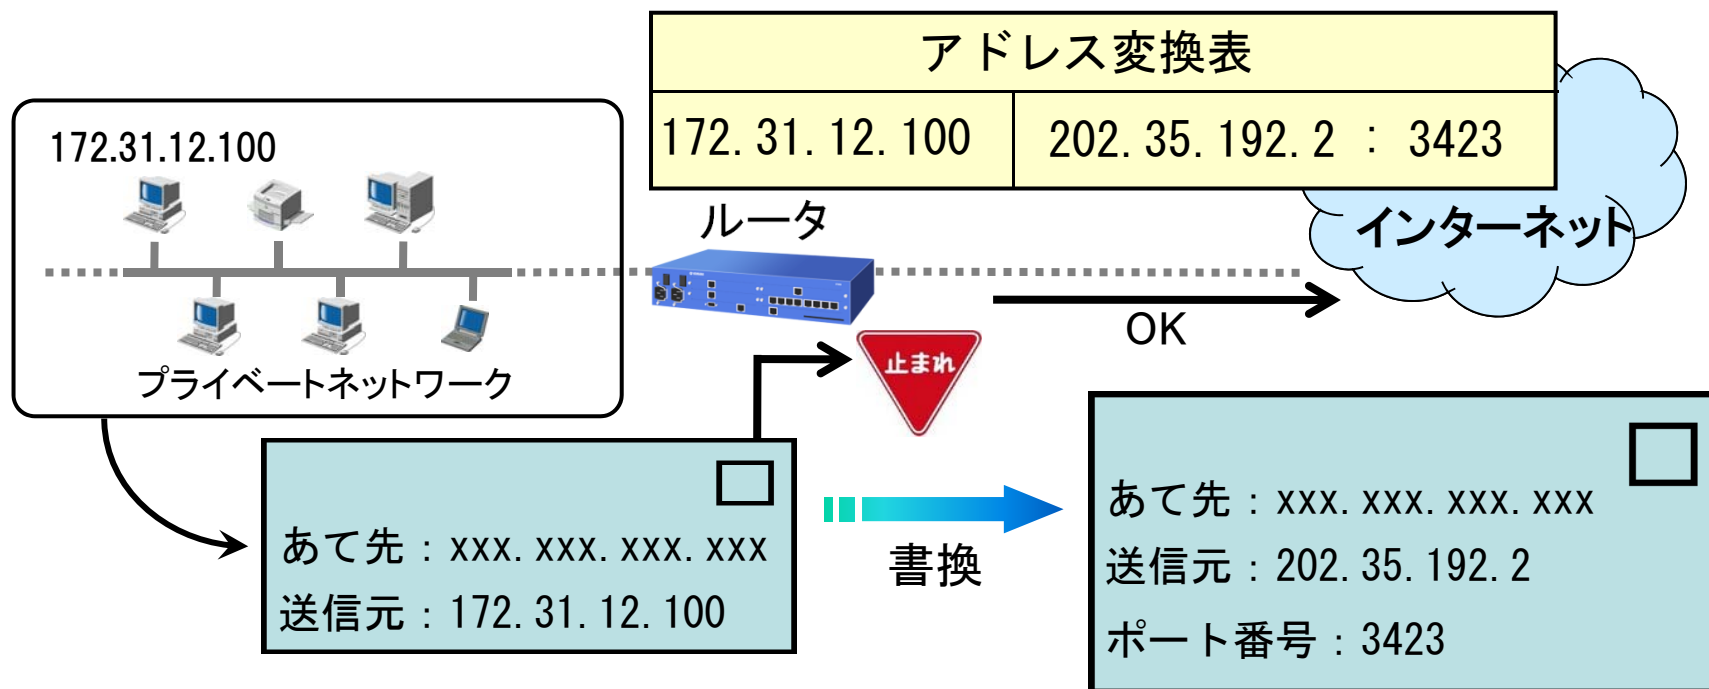 アドレス変換表
172.31.12.100
202.35.192.2 : 3423
172.31.12.100
プライベートネットワーク
ルータ
インターネット
OK
止まれ
あて先：xxx.xxx.xxx.xxx
送信元：172.31.12.100
書換
あて先：xxx.xxx.xxx.xxx
送信元：202.35.192.2
ポート番号：3423